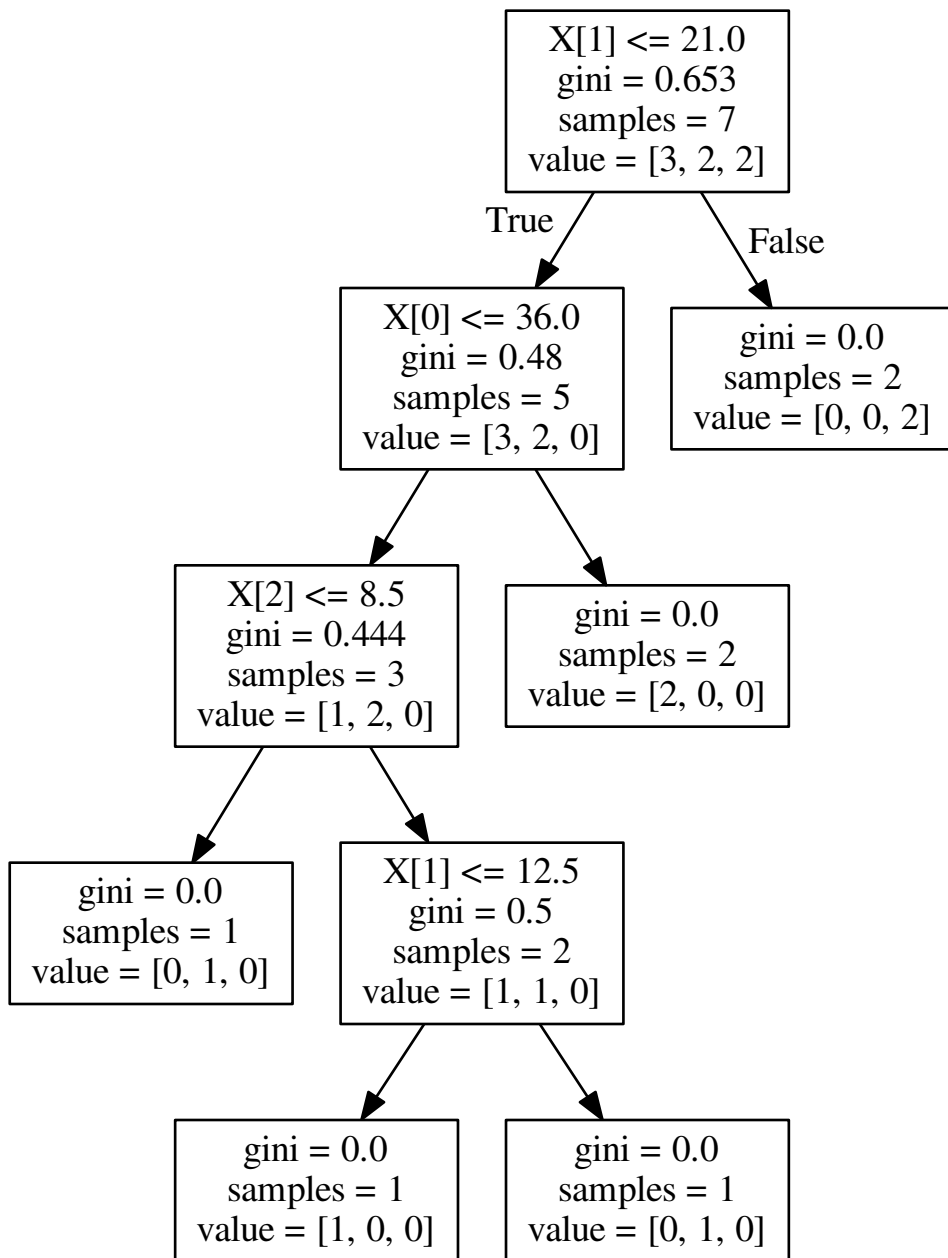 X[1] <= 21.0
gini = 0.653
samples = 7
value = [3, 2, 2]
True
False
X[0] <= 36.0
gini = 0.48
samples = 5
value = [3, 2, 0]
gini = 0.0
samples = 2
value = [0, 0, 2]
X[2] <= 8.5
gini = 0.444
samples = 3
value = [1, 2, 0]
gini = 0.0
samples = 2
value = [2, 0, 0]
gini = 0.0
samples = 1
value = [0, 1, 0]
X[1] <= 12.5
gini = 0.5
samples = 2
value = [1, 1, 0]
gini = 0.0
samples = 1
value = [1, 0, 0]
gini = 0.0
samples = 1
value = [0, 1, 0]